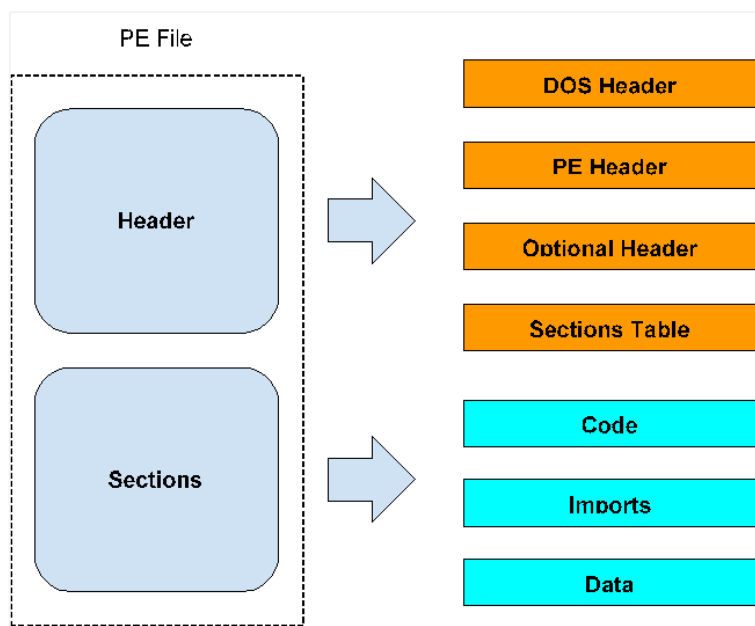 PE File
Header
Sections
DOS Header
PE Header
Optional Header
Sections Table
Code
Imports
Data